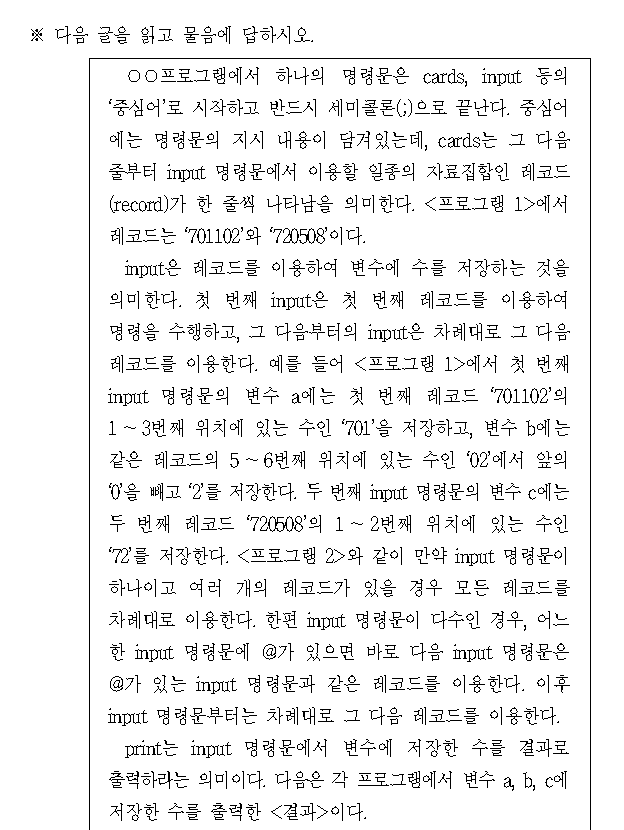 ※ 다음 글을 읽고 물음에 답하시오.
○○프로그램에서 하나의 명령문은 cards, input 등의
‘중심어’로 시작하고 반드시 세미콜론(;)으로 끝난다. 중심어
에는 명령문의 지시 내용이 담겨있는데, cards는 그 다음
줄부터 input 명령문에서 이용할 일종의 자료집합인 레코드
(record)가 한 줄씩 나타남을 의미한다. <프로그램 1>에서
레코드는 ‘701102’와 ‘720508’이다.
input은 레코드를 이용하여 변수에 수를 저장하는 것을
의미한다. 첫 번째 input은 첫 번째 레코드를 이용하여
명령을 수행하고, 그 다음부터의 input은 차례대로 그 다음
레코드를 이용한다. 예를 들어 <프로그램 1>에서 첫 번째
input 명령문의 변수 a에는 첫 번째 레코드 ‘701102’의
1∼3번째 위치에 있는 수인 ‘701’을 저장하고, 변수 b에는
같은 레코드의 5∼6번째 위치에 있는 수인 ‘02’에서 앞의
‘0’을 빼고 ‘2’를 저장한다. 두 번째 input 명령문의 변수 c에는
두 번째 레코드 ‘720508’의 1∼2번째 위치에 있는 수인
‘72’를 저장한다. <프로그램 2>와 같이 만약 input 명령문이
하나이고 여러 개의 레코드가 있을 경우 모든 레코드를
차례대로 이용한다. 한편 input 명령문이 다수인 경우, 어느
한 input 명령문에 @가 있으면 바로 다음 input 명령문은
@가 있는 input 명령문과 같은 레코드를 이용한다. 이후
input 명령문부터는 차례대로 그 다음 레코드를 이용한다.
print는 input 명령문에서 변수에 저장한 수를 결과로
출력하라는 의미이다. 다음은 각 프로그램에서 변수 a, b, c에
저장한 수를 출력한 <결과>이다.